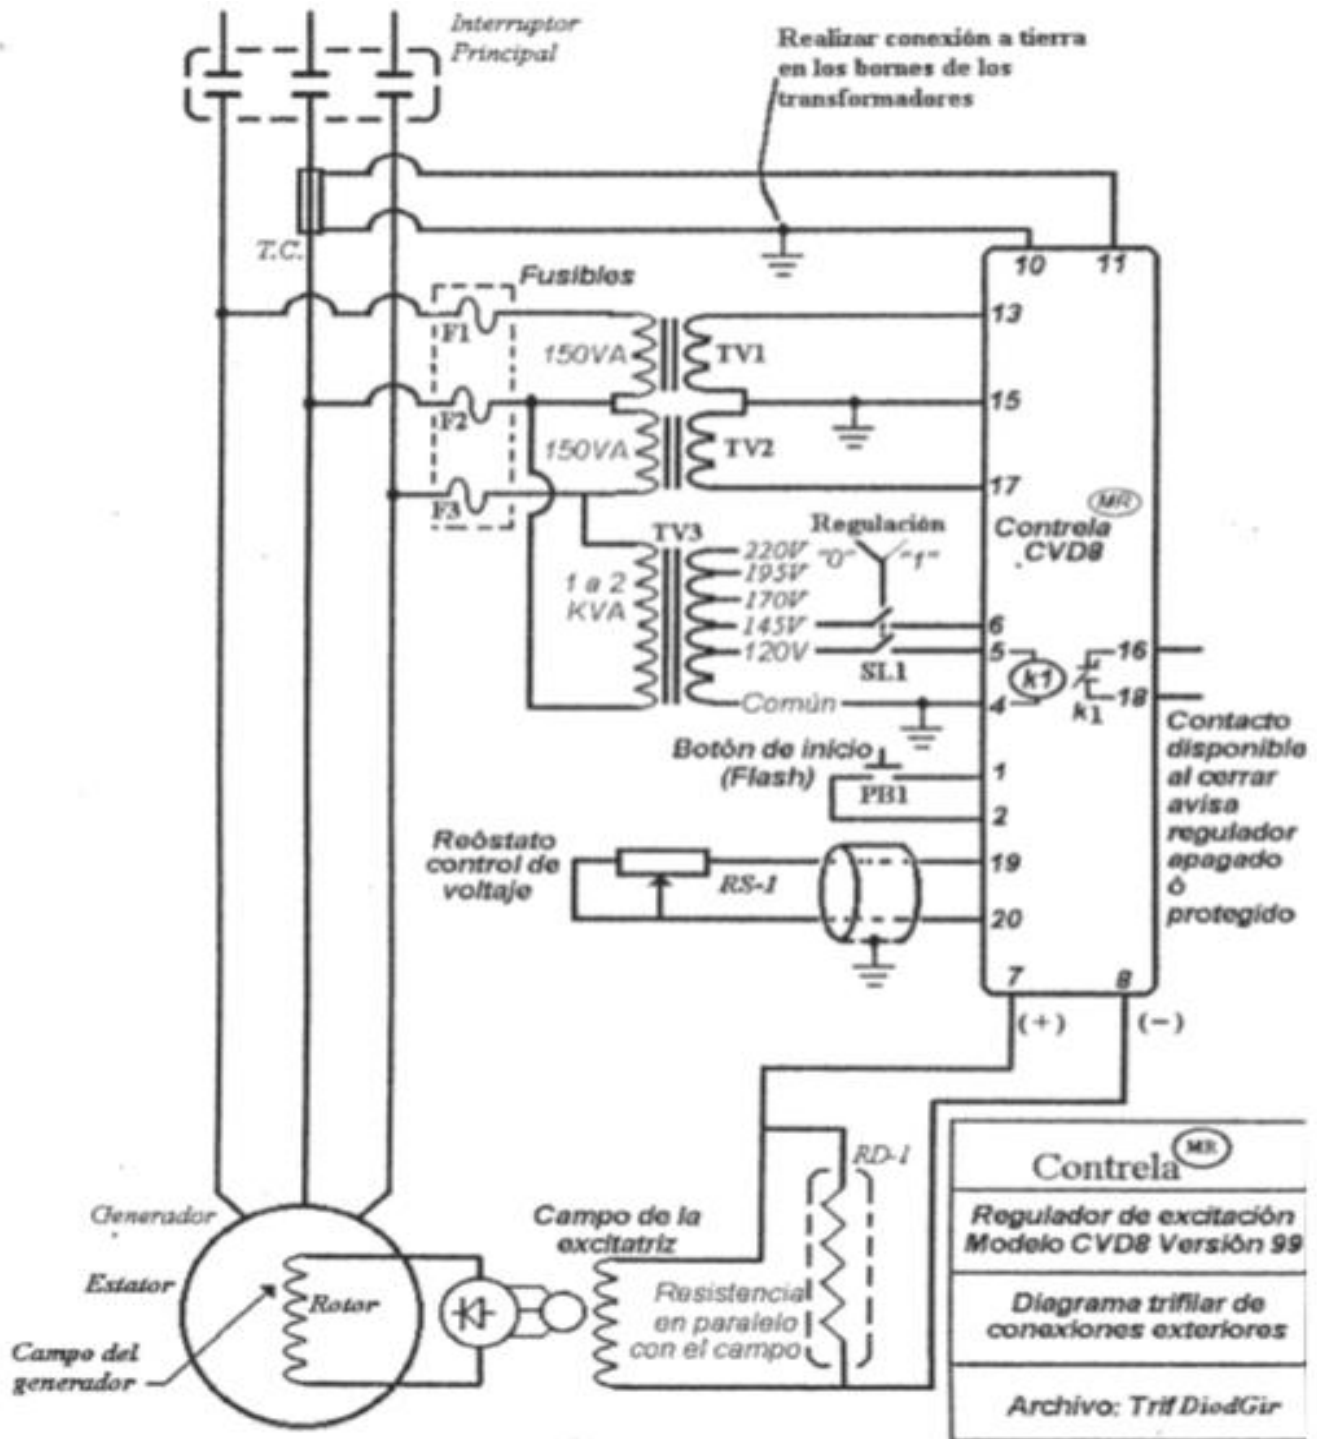 Interruptor
Principal
Realizar conexión a tierra
en los bornes de los
transformadores
T.C.
10
11
Fusibles
F1
150VA
TV1
13
F2
15
150VA
TV2
F3
17
MR
Contrela
CVD8
TV3
1 a 2
KVA
220V
195V
170V
145V
120V
Común
Regulación
"0"
"1"
SL1
6
5
4
k1
k1
16
18
Contacto
disponible
al cerrar
avisa
regulador
apagado
ó
protegido
Botón de inicio
(Flash)
PB1
1
2
Reóstato
control de
voltaje
RS-1
19
20
7
8
(+)
(-)
RD-1
Generador
Estator
Rotor
Campo del
generador
Campo de la
excitatriz
Resistencia
en paralelo
con el campo
Contrela MR
Regulador de excitación
Modelo CVD8 Versión 99
Diagrama trifilar de
conexiones exteriores
Archivo: Trif DiodGir